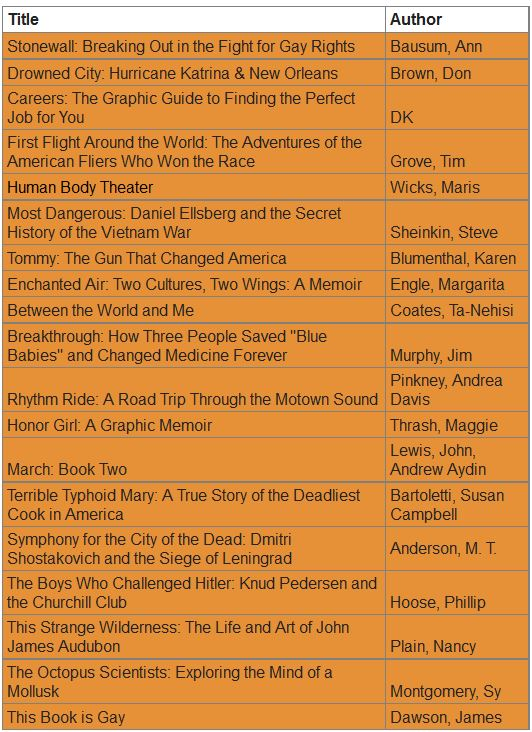 Title Author
Stonewall: Breaking Out in the Fight for Gay Rights Bausum, Ann
Drowned City: Hurricane Katrina & New Orleans Brown, Don
Careers: The Graphic Guide to Finding the Perfect
Job for You DK
First Flight Around the World: The Adventures of the
American Fliers Who Won the Race Grove, Tim
Human Body Theater Wicks, Maris
Most Dangerous: Daniel Ellsberg and the Secret
History of the Vietnam War Sheinkin, Steve
Tommy: The Gun That Changed America Blumenthal, Karen
Enchanted Air: Two Cultures, Two Wings: A Memoir Engle, Margarita
Between the World and Me Coates, Ta-Nehisi
Breakthrough: How Three People Saved "Blue
Babies" and Changed Medicine Forever Murphy, Jim
Pinkney, Andrea
Rhythm Ride: A Road Trip Through the Motown Sound Davis
Honor Girl: A Graphic Memoir Thrash, Maggie
Lewis, John,
March: Book Two Andrew Aydin
Terrible Typhoid Mary: A True Story of the Deadliest Bartoletti, Susan
Cook in America Campbell
Symphony for the City of the Dead: Dmitri
Shostakovich and the Siege of Leningrad Anderson, M. T.
The Boys Who Challenged Hitler: Knud Pedersen and
the Churchill Club Hoose, Phillip
This Strange Wilderness: The Life and Art of John
James Audubon Plain, Nancy
The Octopus Scientists: Exploring the Mind of a
Mollusk Montgomery, Sy
This Book is Gay Dawson, James